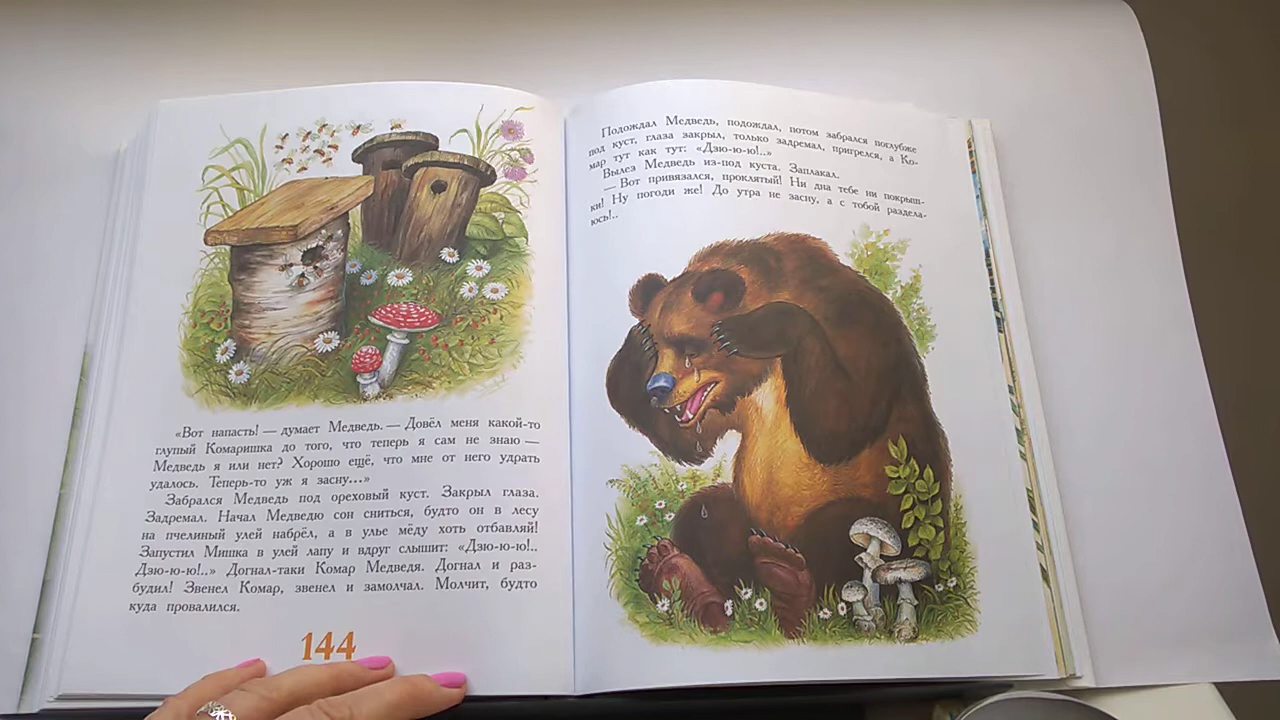 «Вот напасть! — думает Медведь. — Довёл меня какой-то
глупый Комаришка до того, что теперь я сам не знаю —
Медведь я или нет? Хорошо ещё, что мне от него удрать
удалось. Теперь-то уж я засну...»
Забрался Медведь под ореховый куст. Закрыл глаза.
Задремал. Начал Медведю сон сниться, будто он в лесу
на пчелиный улей набрёл, а в улье мёду хоть отбавляй!
Запустил Мишка в улей лапу и вдруг слышит: «Дзю-ю-ю!..
Дзю-ю-ю!..» Догнал-таки Комар Медведя. Догнал и раз-
будил! Звенел Комар, звенел и замолчал. Молчит, будто
куда провалился.
144
Подождал Медведь, подождал, потом забрался поглубже
под куст, глаза закрыл, только задремал, пригрелся, а Ко-
мар тут как тут: «Дзю-ю-ю!..»
Вылез Медведь из-под куста. Заплакал.
— Вот привязался, проклятый! Ни дна тебе ни покрыш-
ки! Ну погоди же! До утра не засну, а с тобой разделa-
юсь!..